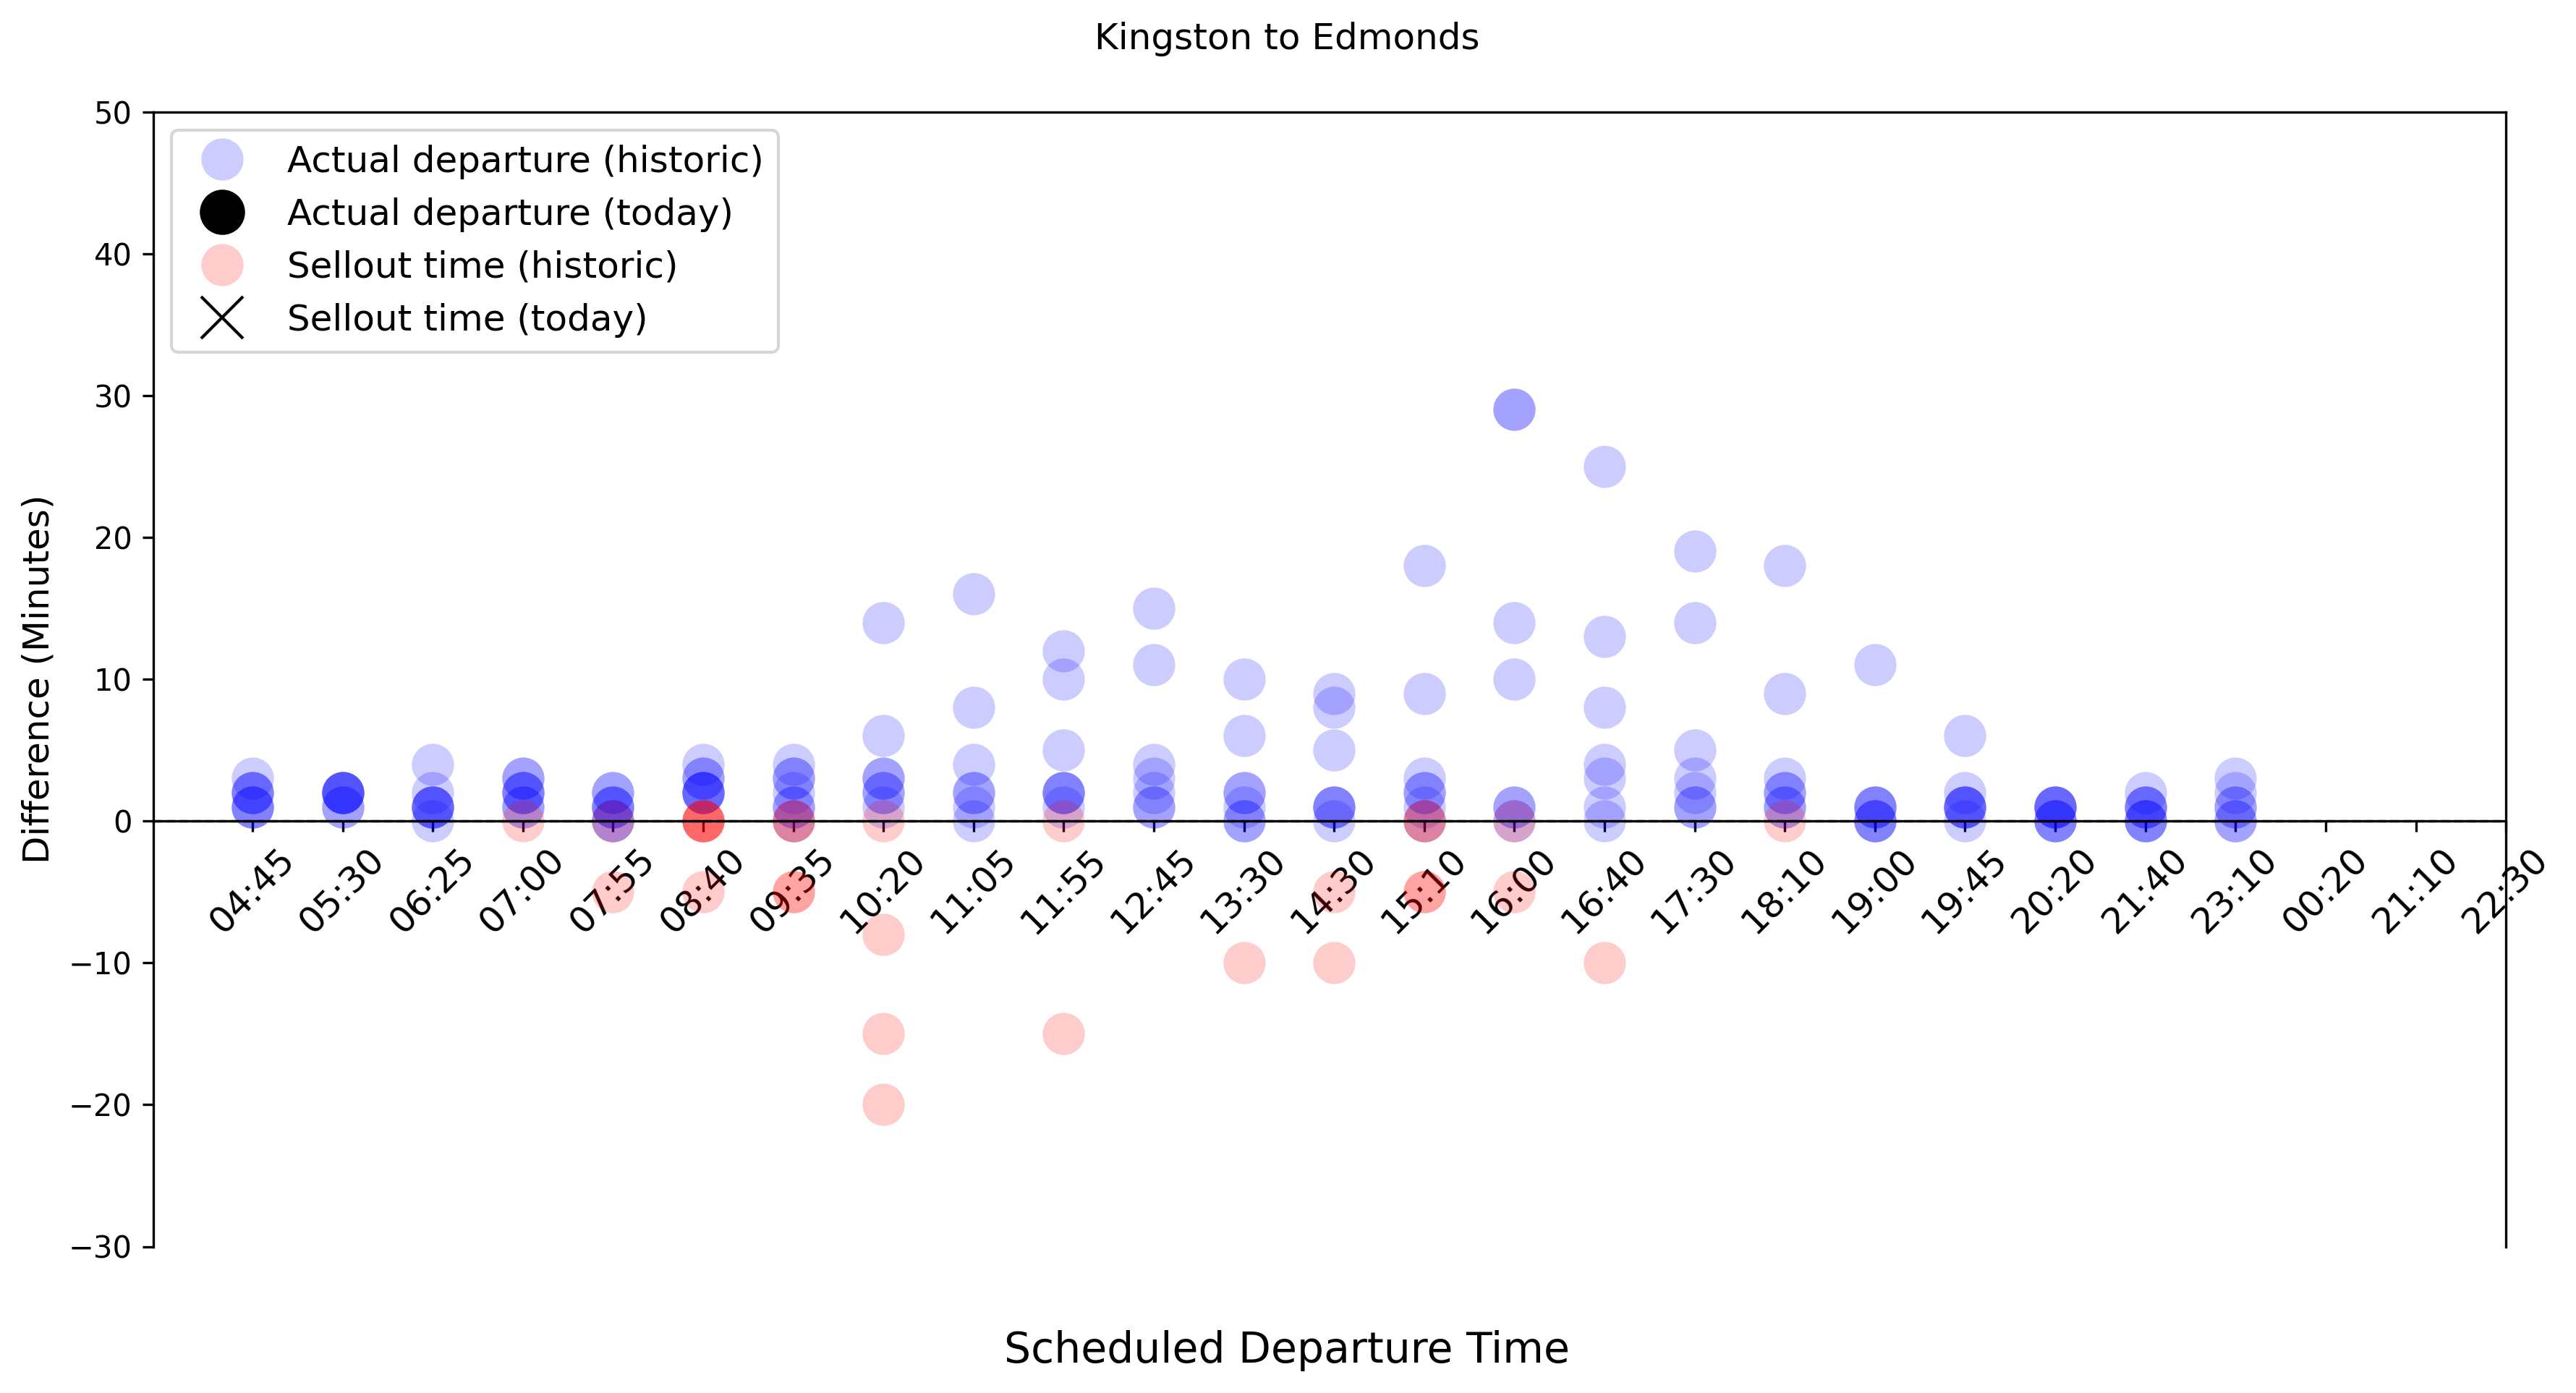 Kingston to Edmonds
50
40
30
20
10
0
−10
−20
−30
Difference (Minutes)
Actual departure (historic)
Actual departure (today)
Sellout time (historic)
Sellout time (today)
04:45 05:30 06:25 07:00 07:55 08:40 09:35 10:20 11:05 11:55 12:45 13:30 14:30 15:10 16:00 16:40 17:30 18:10 19:00 19:45 20:20 21:40 23:10 00:20 21:10 22:30
Scheduled Departure Time